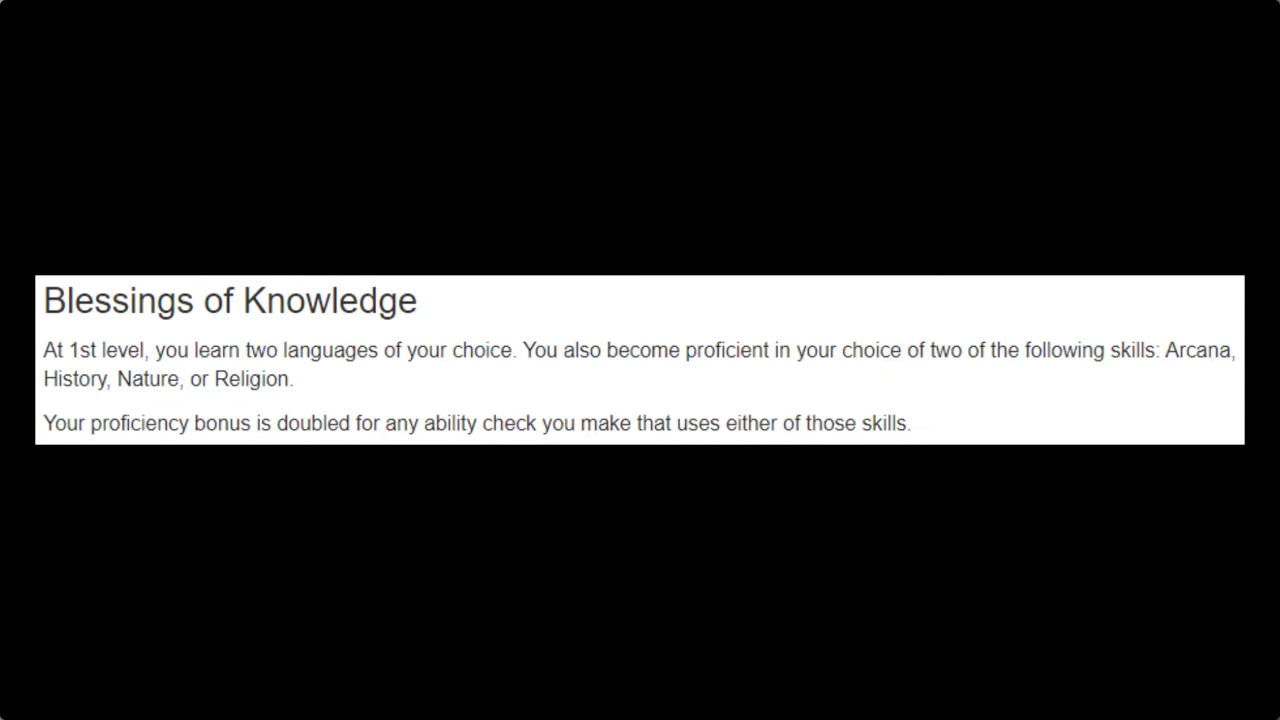 Blessings of Knowledge
At 1st level, you learn two languages of your choice. You also become proficient in your choice of two of the following skills: Arcana,
History, Nature, or Religion.
Your proficiency bonus is doubled for any ability check you make that uses either of those skills.